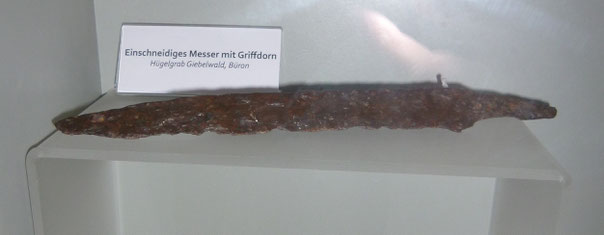 Einschneidiges Messer mit Griffdorn
Hügelgrab Giebelwald, Büron